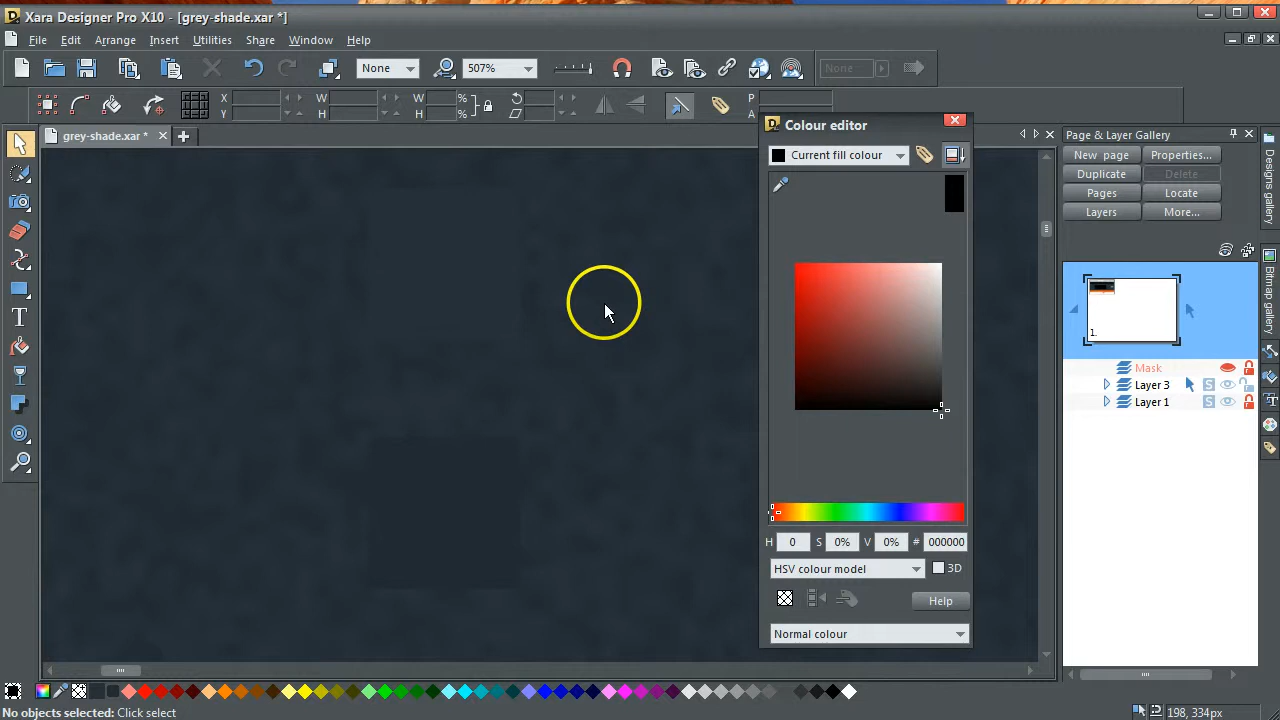 Xara Designer Pro X10 - [grey-shade.xar *]
File Edit Arrange Insert Utilities Share Window Help
None 507% None
X W W % P
Y H H % A
grey-shade.xar *
Colour editor
Current fill colour
H 0 S 0% V 0% # 000000
HSV colour model 3D
Help
Normal colour
Page & Layer Gallery
New page Properties...
Duplicate Delete
Pages Locate
Layers More...
1.
Mask
Layer 3 S
Layer 1 S
Designs gallery
Bitmap gallery
No objects selected: Click select
198, 334px